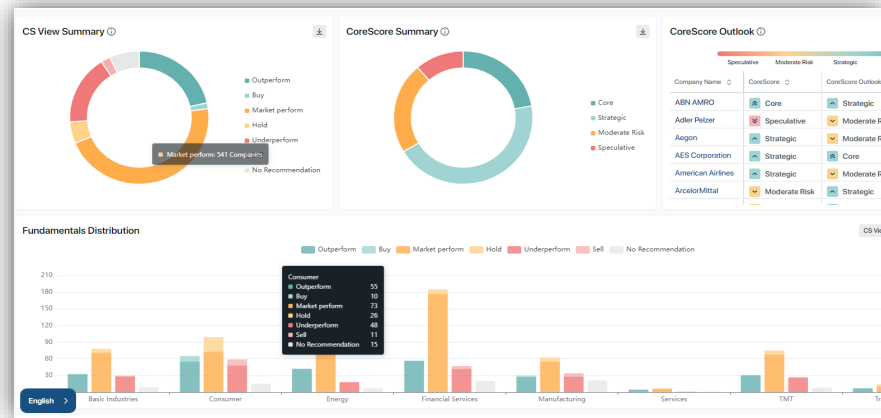 CS View Summary
CoreScore Summary
CoreScore Outlook
Outperform
Buy
Market perform
Hold
Underperform
No Recommendation
Market perform: 541 Companies
Core
Strategic
Moderate Risk
Speculative
Speculative Moderate Risk Strategic
Company Name CoreScore CoreScore Outlook
ABN AMRO Core Strategic
Adler Pelzer Speculative Moderate R
Aegon Strategic Moderate R
AES Corporation Strategic Core
American Airlines Strategic Moderate R
ArcelorMittal Moderate Risk Strategic
Fundamentals Distribution
CS Vie
Outperform Buy Market perform Hold Underperform Sell No Recommendation
210
180
150
120
90
60
30
Consumer
Outperform 55
Buy 10
Market perform 73
Hold 26
Underperform 48
Sell 11
No Recommendation 15
English >
Basic Industries Consumer Energy Financial Services Manufacturing Services TMT Tr